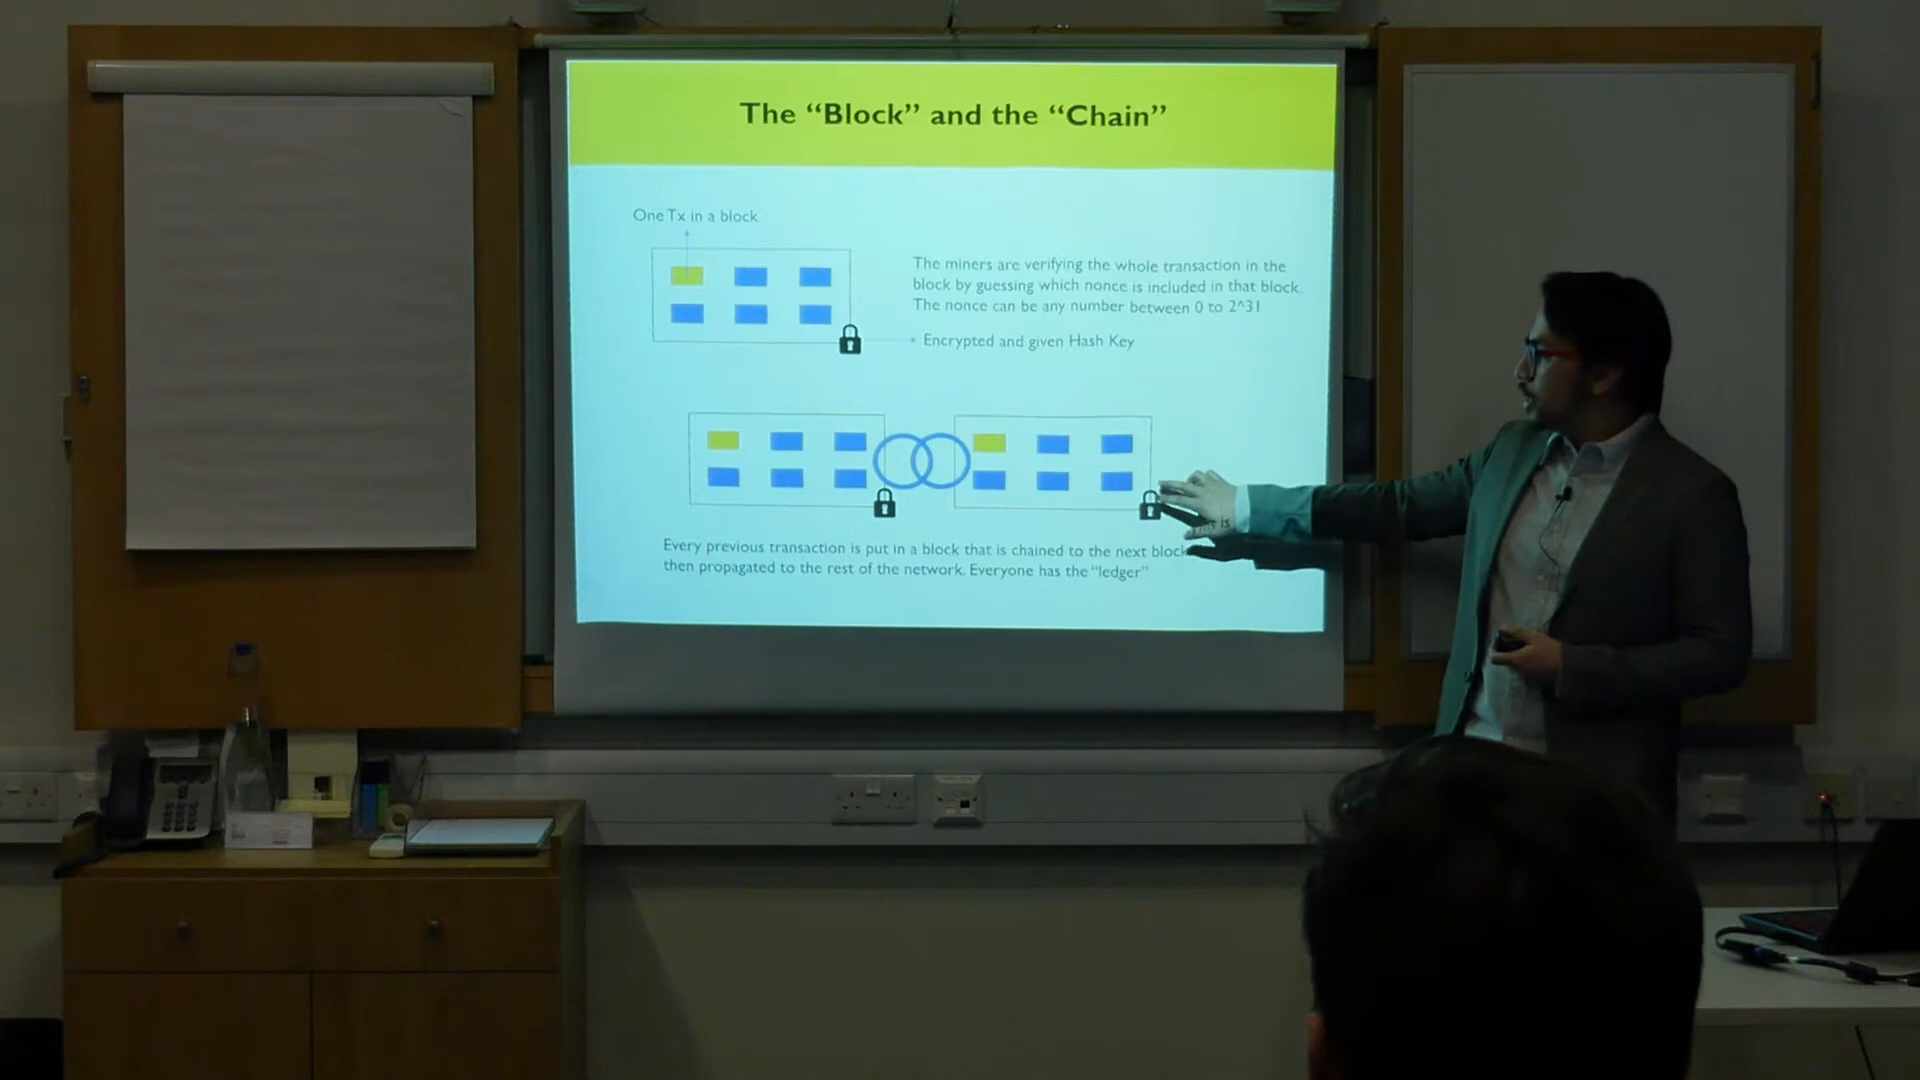 The “Block” and the “Chain”
One Tx in a block
The miners are verifying the whole transaction in the
block by guessing which nonce is included in that block.
The nonce can be any number between 0 to 2^31
Encrypted and given Hash Key
Every previous transaction is put in a block that is chained to the next block
is
then propagated to the rest of the network. Everyone has the “ledger”